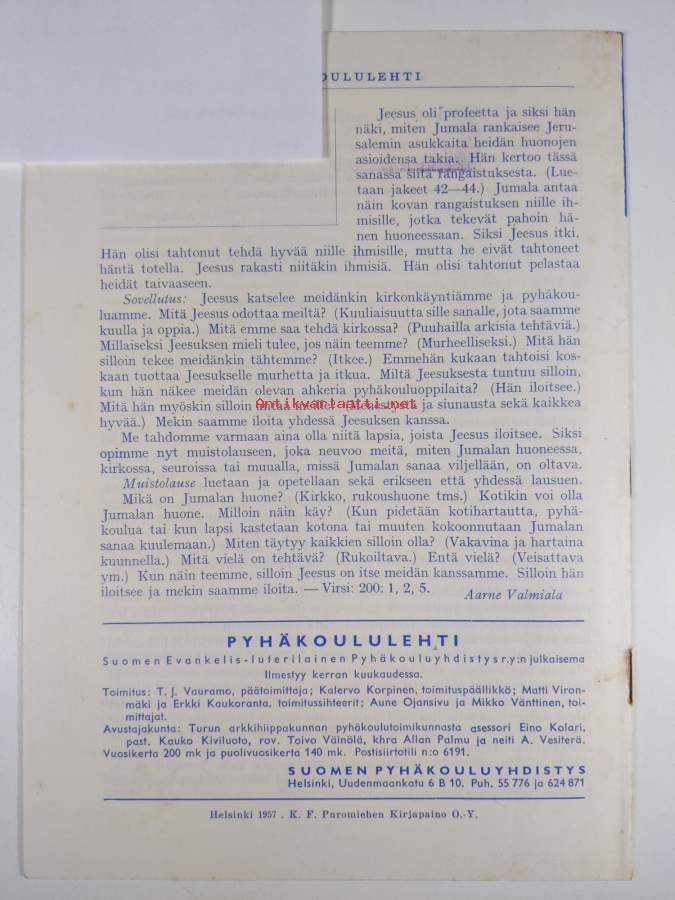 OULULEHTI
Jeesus oli profeetta ja siksi hän
näki, miten Jumala rankaisee Jeru-
salemin asukkaita heidän huonojen
asioidensa takia. Hän kertoo tässä
sanassa siitä rangaistuksesta. (Lue-
taan jakeet 42—44.) Jumala antaa
näin kovan rangaistuksen niille ih-
misille, jotka tekevät pahoin hä-
nen huoneessaan. Siksi Jeesus itki.
Hän olisi tahtonut tehdä hyvää niille ihmisille, mutta he eivät tahtoneet
häntä totella. Jeesus rakasti niitäkin ihmisiä. Hän olisi tahtonut pelastaa
heidät taivaaseen.
Sovellutus: Jeesus katselee meidänkin kirkonkäyntiämme ja pyhäkou-
luamme. Mitä Jeesus odottaa meiltä? (Kuuliaisuutta sille sanalle, jota saamme
kuulla ja oppia.) Mitä emme saa tehdä kirkossa? (Puuhailla arkisia tehtäviä.)
Millaiseksi Jeesuksen mieli tulee, jos näin teemme? (Murheelliseksi.) Mitä hän
silloin tekee meidänkin tähtemme? (Itkee.) Emmehän kukaan tahtoisi kos-
kaan tuottaa Jeesukselle murhetta ja itkua. Miltä Jeesuksesta tuntuu silloin,
kun hän näkee meidän olevan ahkeria pyhäkouluoppilaita? (Hän iloitsee.)
Antikvariaatti.net
Mitä hän myöskin silloin antaa meille? ja siunausta sekä kaikkea
hyvää.) Mekin saamme iloita yhdessä Jeesuksen kanssa.
Me tahdomme varmaan aina olla niitä lapsia, joista Jeesus iloitsee. Siksi
opimme nyt muistolauseen, joka neuvoo meitä, miten Jumalan huoneessa,
kirkossa, seuroissa tai muualla, missä Jumalan sanaa viljellään, on oltava.
Muistolause luetaan ja opetellaan sekä erikseen että yhdessä lausuen.
Mikä on Jumalan huone? (Kirkko, rukoushuone tms.) Kotikin voi olla
Jumalan huone. Milloin näin käy? (Kun pidetään kotihartautta, pyhä-
koulua tai kun lapsi kastetaan kotona tai muuten kokoonnutaan Jumalan
sanaa kuulemaan.) Miten täytyy kaikkien silloin olla? (Vakavina ja hartaina
kuunnella.) Mitä vielä on tehtävä? (Rukoiltava.) Entä vielä? (Veisattava
ym.) Kun näin teemme, silloin Jeesus on itse meidän kanssamme. Silloin hän
iloitsee ja mekin saamme iloita. — Virsi: 200: 1, 2, 5.
Aarne Valmiala
PYHÄKOULULEHTI
Suomen Evankelis-luterilainen Pyhäkouluyhdistys r.y:n julkaisema
Ilmestyy kerran kuukaudessa.
Toimitus: T. J. Vauramo, päätoimittaja; Kalervo Korpinen, toimituspäällikkö; Matti Viron-
mäki ja Erkki Kaukoranta, toimitussihteerit; Aune Ojansivu ja Mikko Vänttinen, toi-
mittajat.
Avustajakunta: Turun arkkihiippakunnan pyhäkoulutoimikunnasta asessori Eino Kolari,
past. Kauko Kiviluoto, rov. Toivo Väinölä, khra Allan Palmu ja neiti A. Vesiterä.
Vuosikerta 200 mk ja puolivuosikerta 140 mk. Postisiirtotili n:o 6191.
SUOMEN PYHÄKOULUYHDISTYS
Helsinki, Uudenmaankatu 6 B 10. Puh. 55 776 ja 624 871
Helsinki 1957 . K. F. Puromiehen Kirjapaino O.-Y.